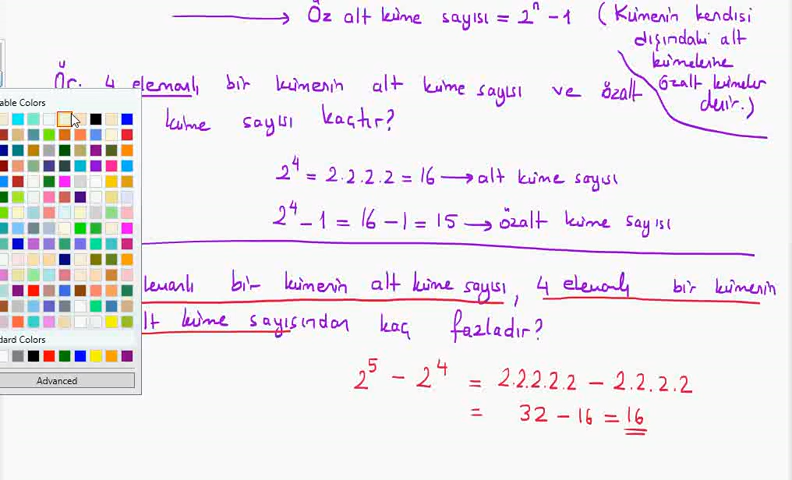 Öz alt küme sayısı = 2ⁿ - 1 (Kümenin kendisi
dışındaki alt
kümelerine
özalt kümeler
denir.)
Ör. 4 elemanlı bir kümenin alt küme sayısı ve özalt
küme sayısı kaçtır?
2⁴ = 2.2.2.2 = 16 → alt küme sayısı
2⁴ - 1 = 16 - 1 = 15 → özalt küme sayısı
lemanlı bir kümenin alt küme sayısı, 4 elemanlı bir kümenin
lt küme sayısından kaç fazladır?
2⁵ - 2⁴ = 2.2.2.2.2 - 2.2.2.2
= 32 - 16 = 16
able Colors
dard Colors
Advanced